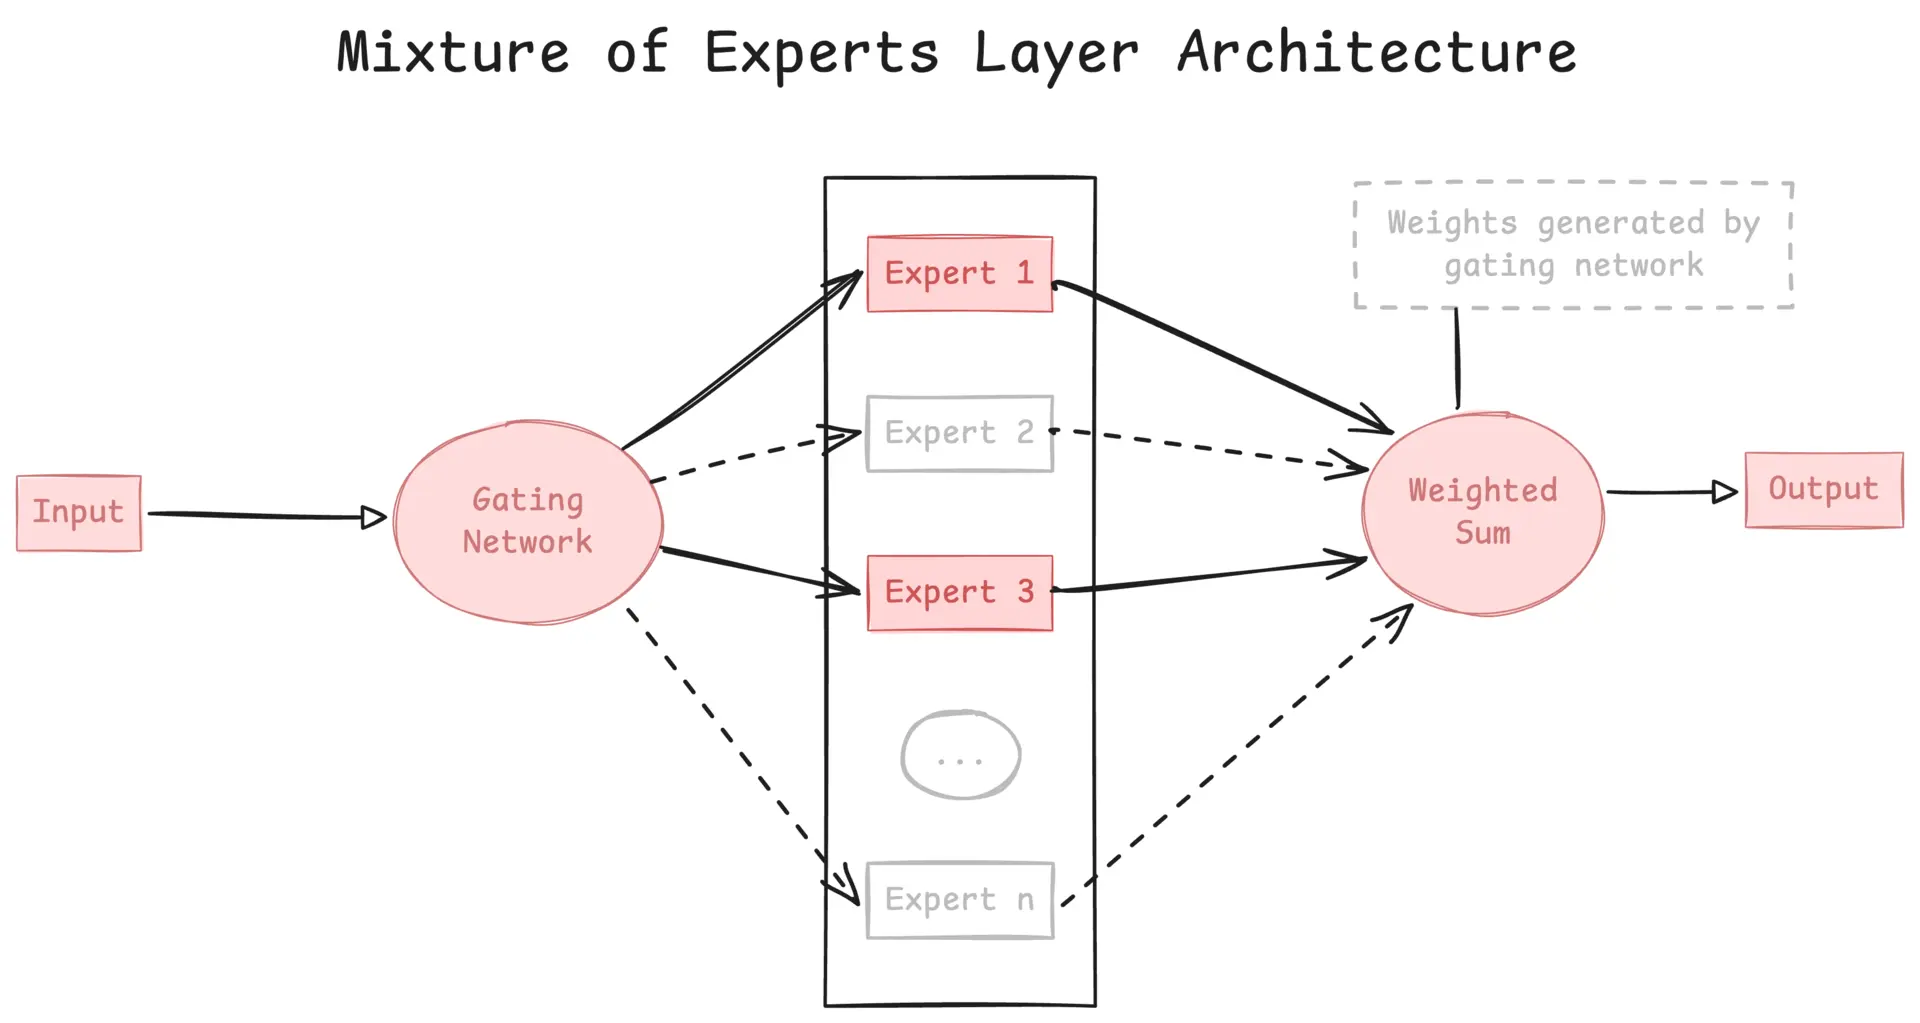 Mixture of Experts Layer Architecture
Input
Gating
Network
Expert 1
Expert 2
Expert 3
...
Expert n
Weights generated by
gating network
Weighted
Sum
Output